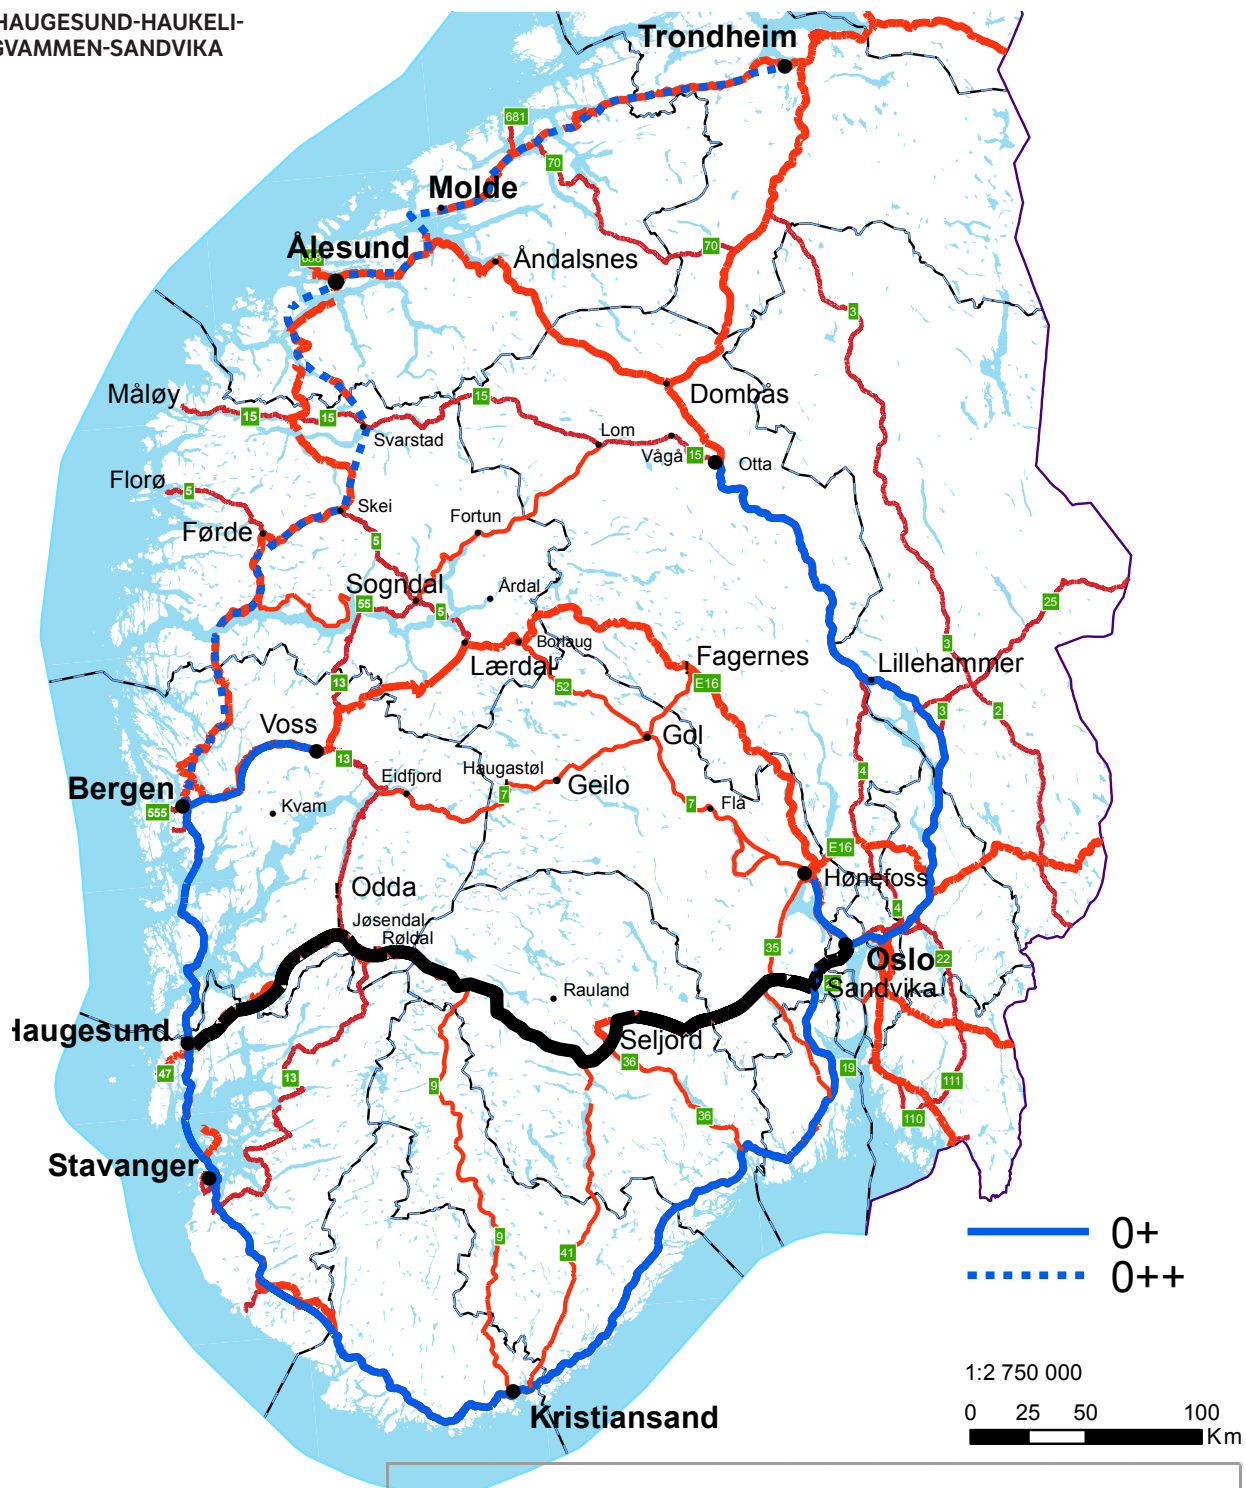 HAUGESUND-HAUKELI-
GVAMMEN-SANDVIKA
Trondheim
681
70
Molde
Ålesund
70
Åndalsnes
3
Dombås
Måløy
15
15
15
Svarstad
Lom
Vågå
15
Otta
Florø
5
Skei
Fortun
Førde
5
Sogndal
Årdal
55
5
25
Borlaug
3
Lærdal
Fagernes
Lillehammer
52
E16
13
3
2
Voss
Gol
13
Eidfjord
Haugastøl
Geilo
4
Bergen
Kvam
7
7
Flå
555
E16
Hønefoss
Odda
4
Jøsendal
Røldal
35
Oslo
22
Sandvika
Rauland
Haugesund
Seljord
36
47
13
9
19
111
36
110
Stavanger
9
41
0+
0++
1:2 750 000
0 25 50 100
Km
Kristiansand